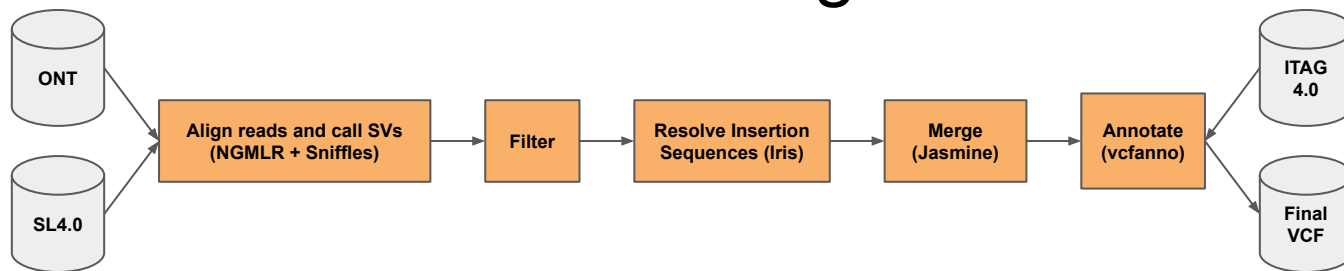 ONT
SL4.0
Align reads and call SVs
(NGMLR + Sniffles)
Filter
Resolve Insertion
Sequences (Iris)
Merge
(Jasmine)
Annotate
(vcfanno)
ITAG
4.0
Final
VCF